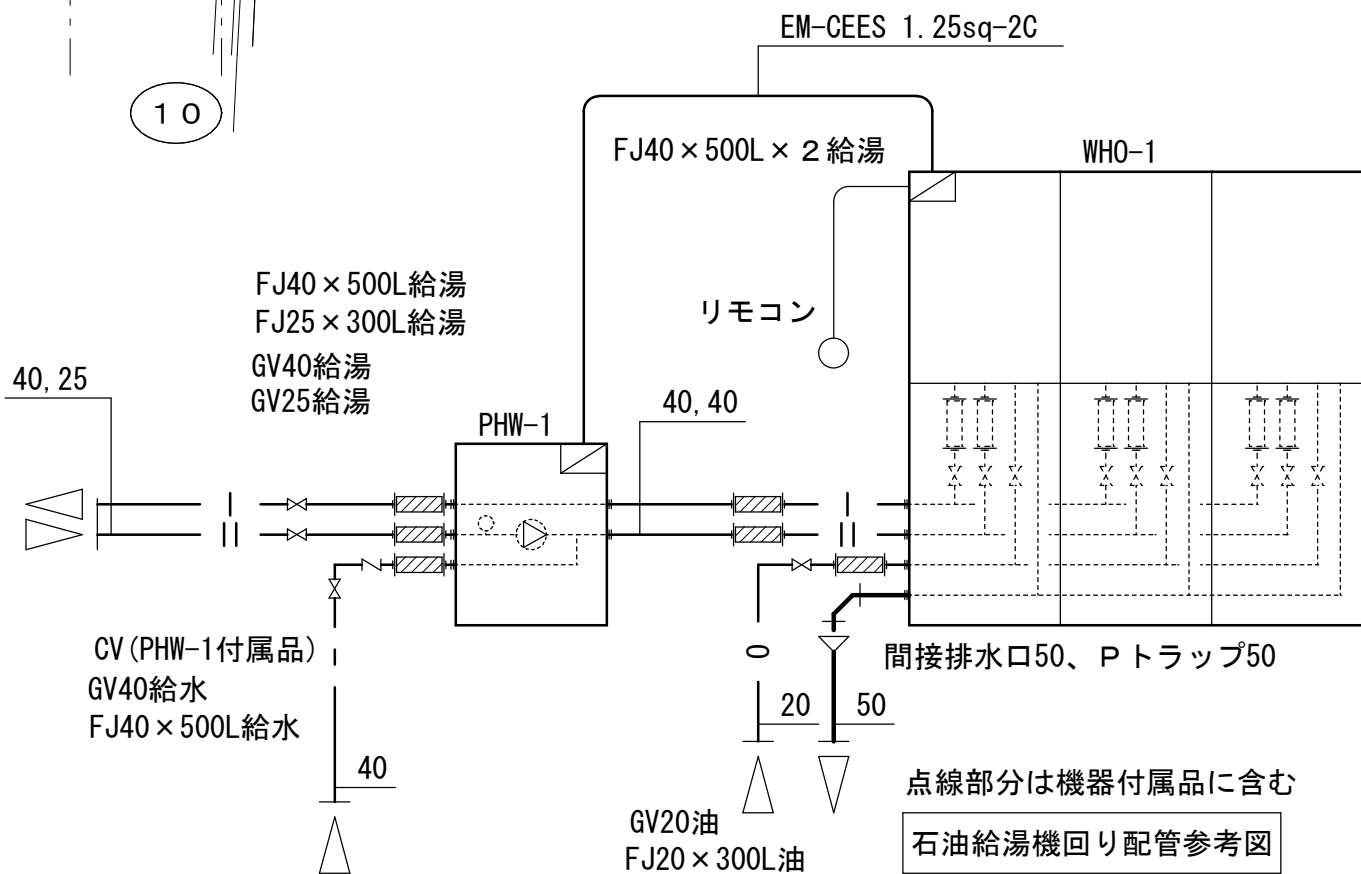 EM-CEES 1.25sq-2C
10
FJ40×500L×2給湯
WHO-1
FJ40×500L給湯
FJ25×300L給湯
リモコン
GV40給湯
GV25給湯
40,25
40,40
PHW-1
CV(PHW-1付属品)
GV40給水
FJ40×500L給水
間接排水口50、Pトラップ50
O
20
50
40
点線部分は機器付属品に含む
GV20油
FJ20×300L油
石油給湯機回り配管参考図